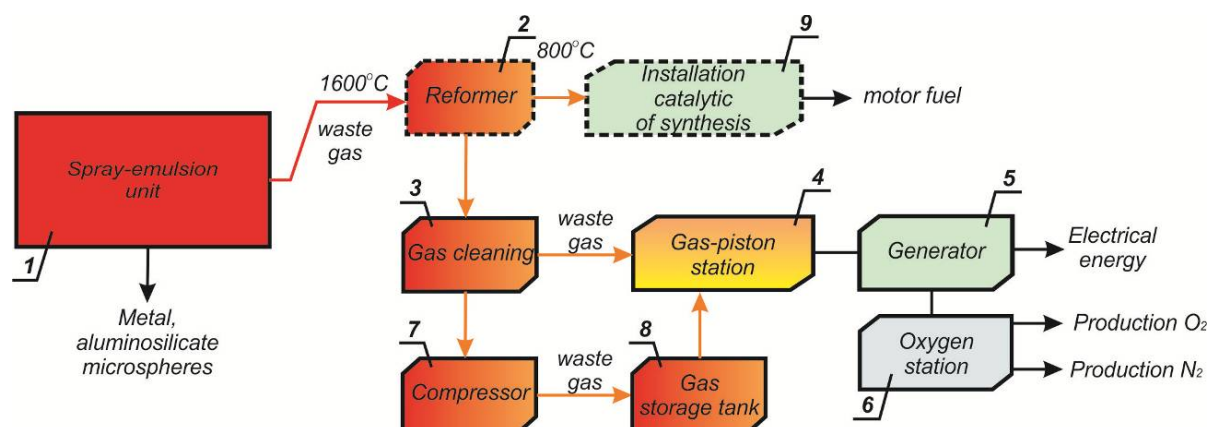 2
800°C
9
1600°C
Reformer
Installation
catalytic
of synthesis
motor fuel
waste
gas
Spray-emulsion
unit
1
3
waste
gas
4
5
Gas cleaning
Gas-piston
station
Generator
Electrical
energy
Metal,
aluminosilicate
microspheres
7
waste
gas
8
Compressor
Gas
storage tank
Oxygen
station
6
Production O₂
Production N₂